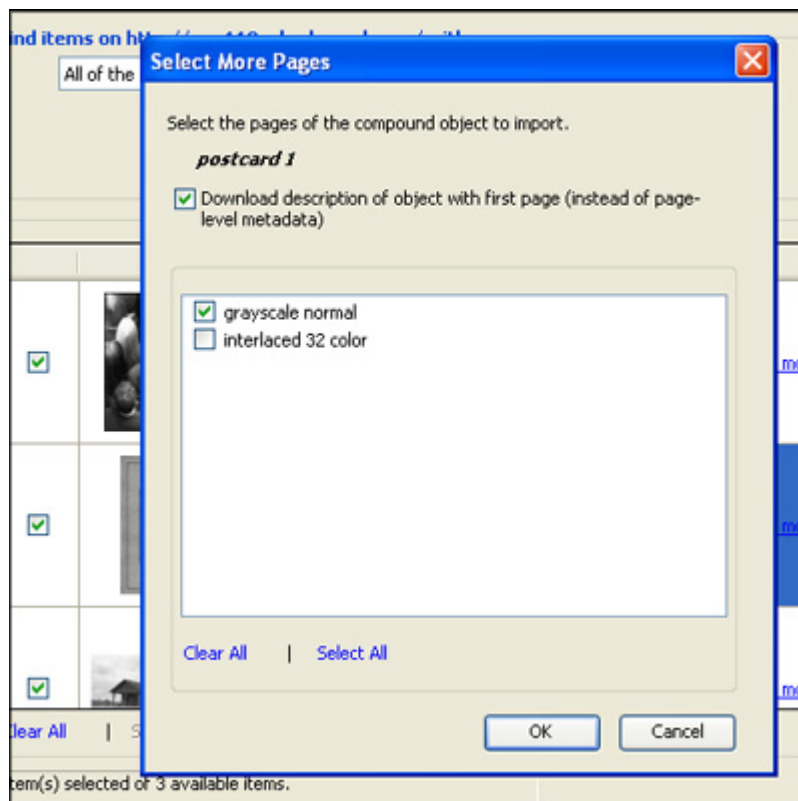 ind items on
All of the
Select More Pages
Select the pages of the compound object to import.
postcard 1
Download description of object with first page (instead of page-
level metadata)
grayscale normal
interlaced 32 color
Clear All | Select All
OK Cancel
lear All | S
tem(s) selected of 3 available items.